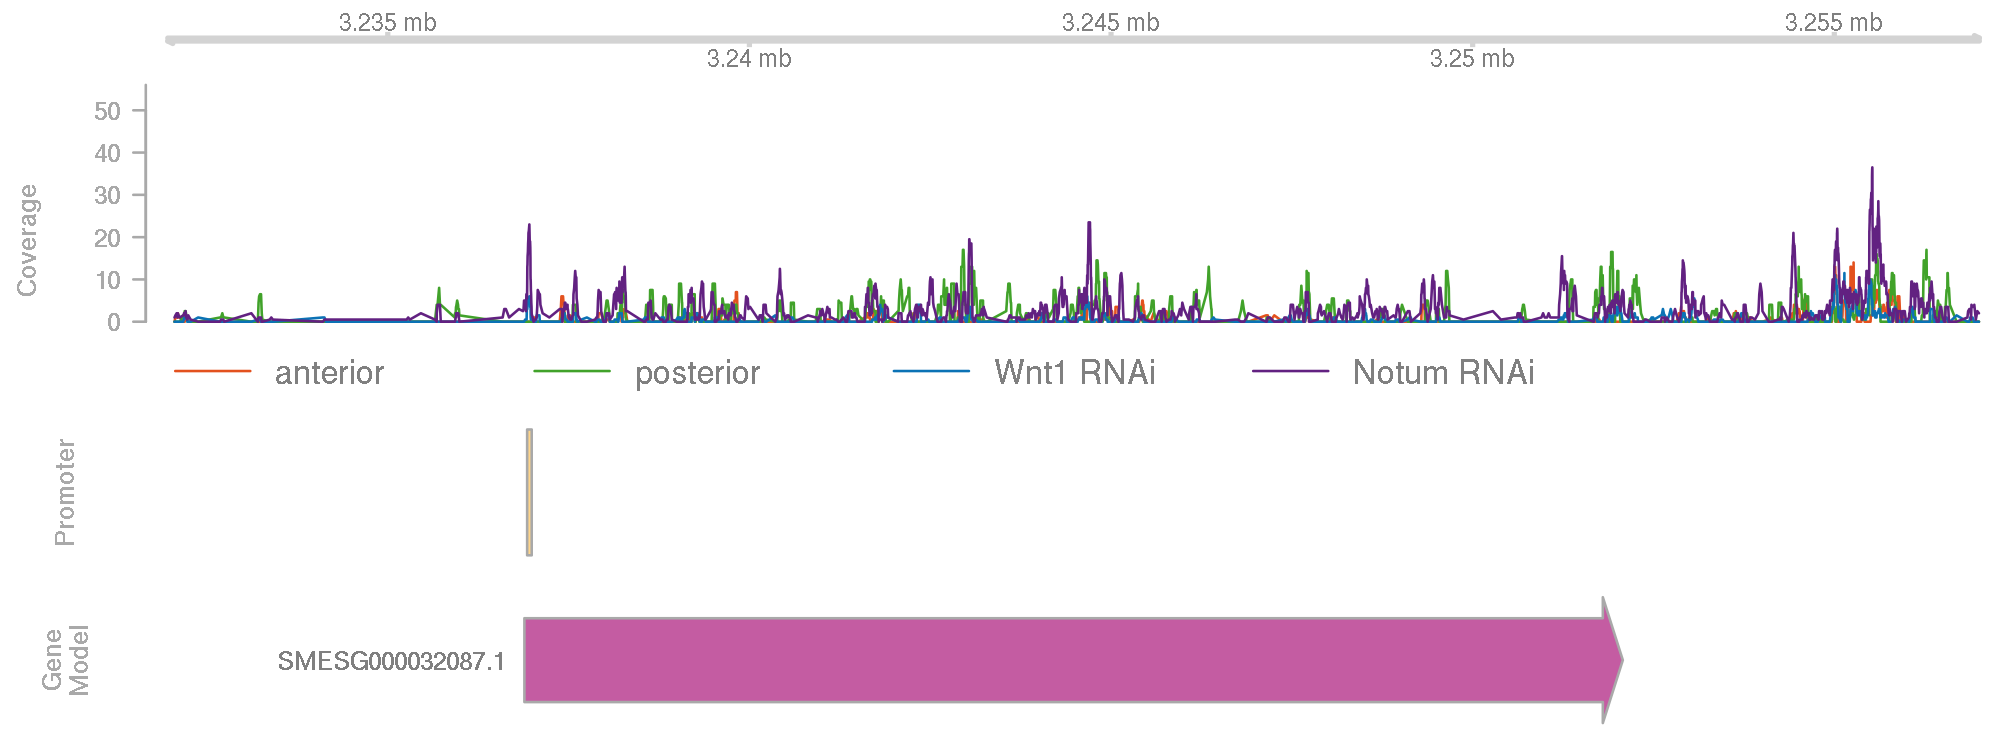 3.235 mb
3.245 mb
3.255 mb
3.24 mb
3.25 mb
Coverage
50
40
30
20
10
0
anterior posterior Wnt1 RNAi Notum RNAi
Promoter
Gene
Model
SMESG000032087.1